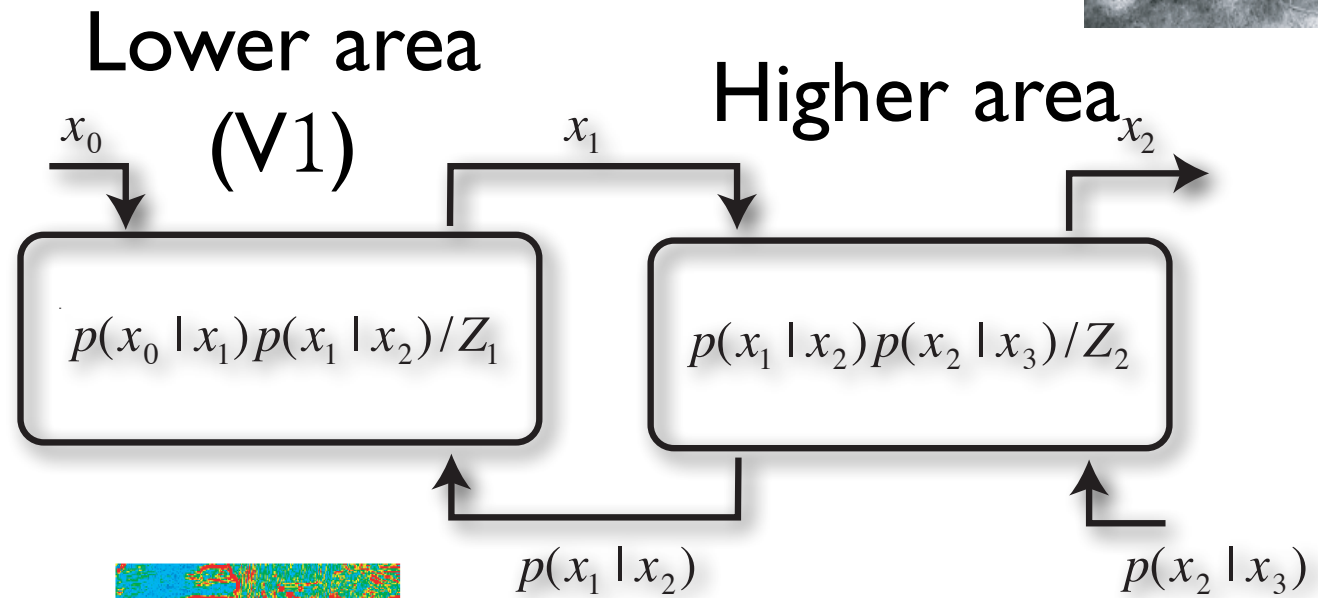 Lower area
(V1)
Higher area
x₀
x₁
x₂
p(x₀ | x₁)p(x₁ | x₂)/Z₁
p(x₁ | x₂)p(x₂ | x₃)/Z₂
p(x₁ | x₂)
p(x₂ | x₃)